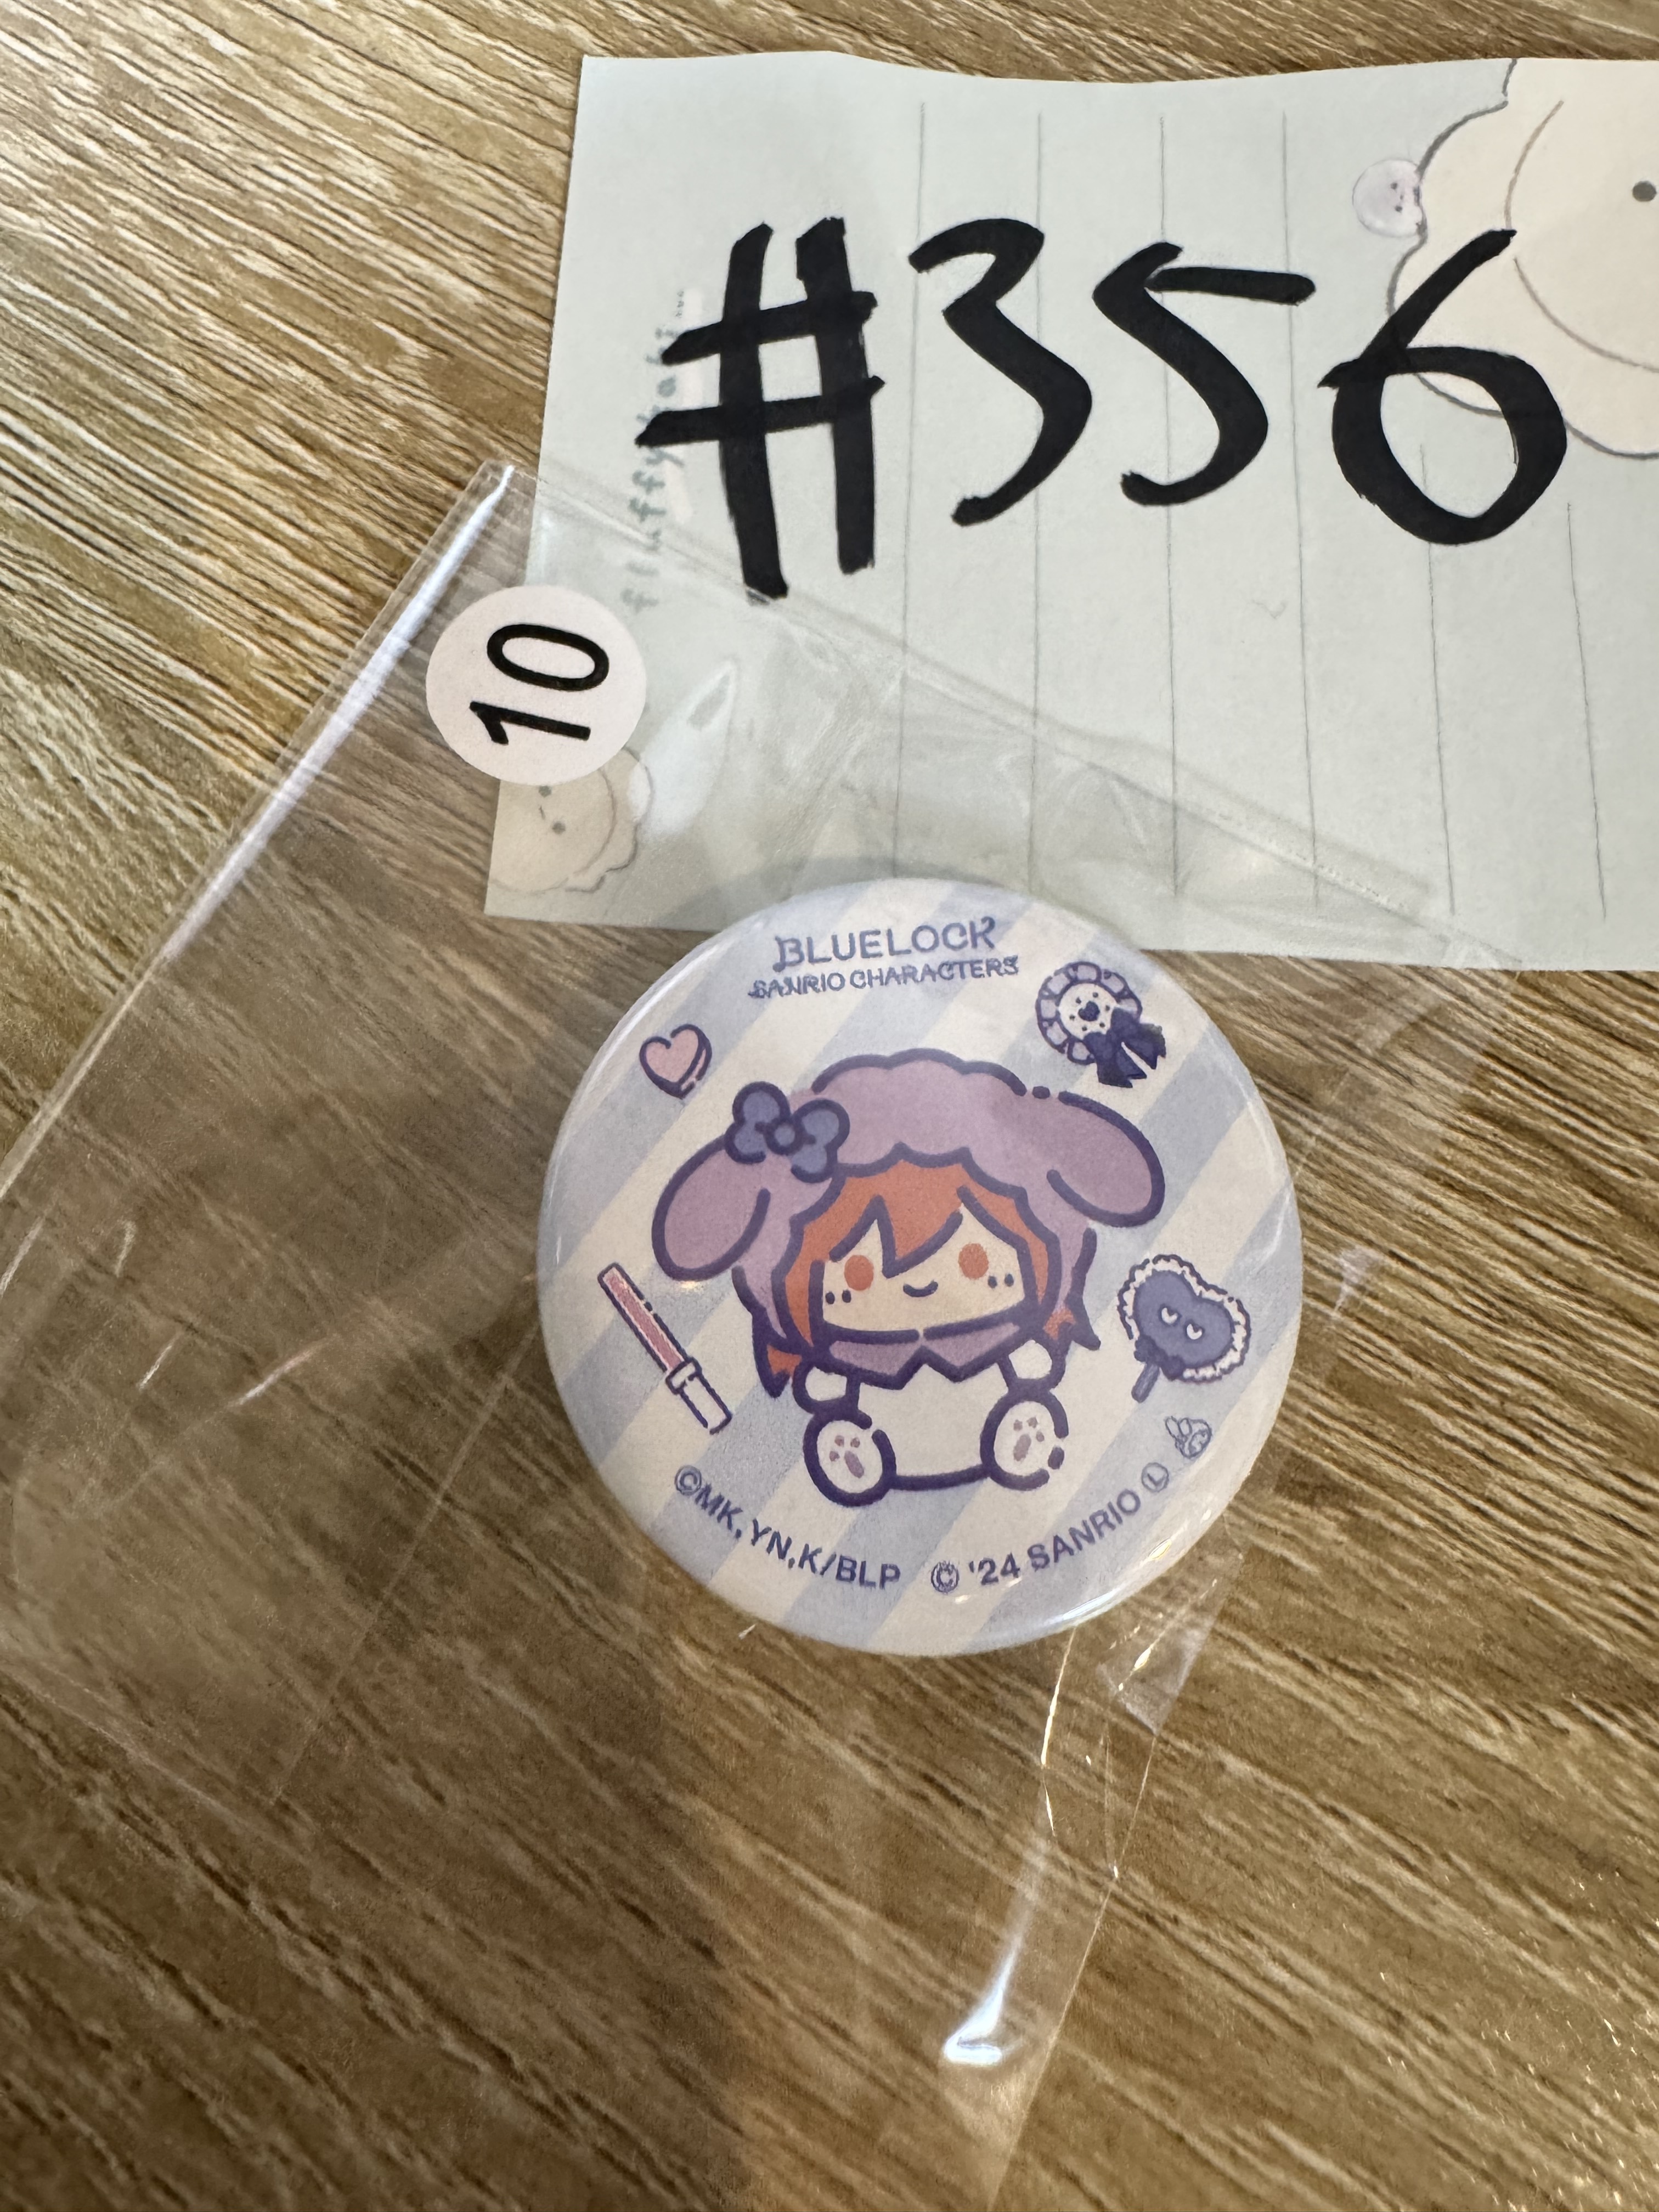 #356
10
BLUELOCK
SANRIO CHARACTERS
©MK,YN,K/BLP © '24 SANRIO Ⓛ